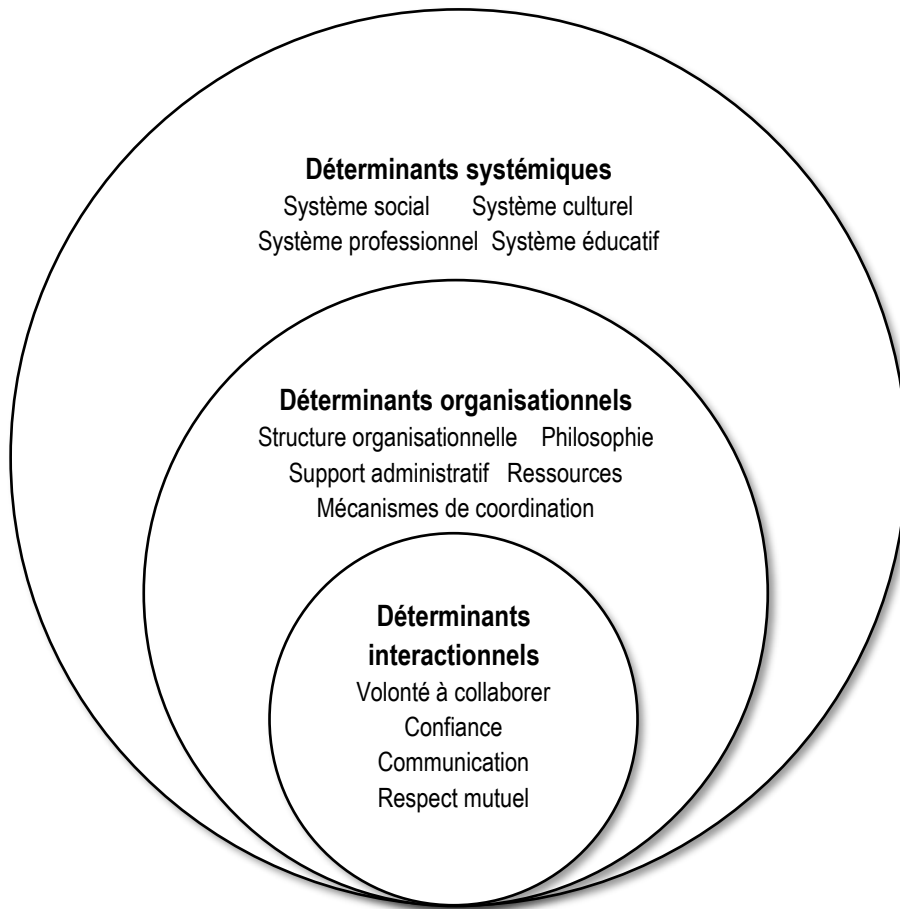 Déterminants systémiques
Système social Système culturel
Système professionnel Système éducatif
Déterminants organisationnels
Structure organisationnelle Philosophie
Support administratif Ressources
Mécanismes de coordination
Déterminants
interactionnels
Volonté à collaborer
Confiance
Communication
Respect mutuel